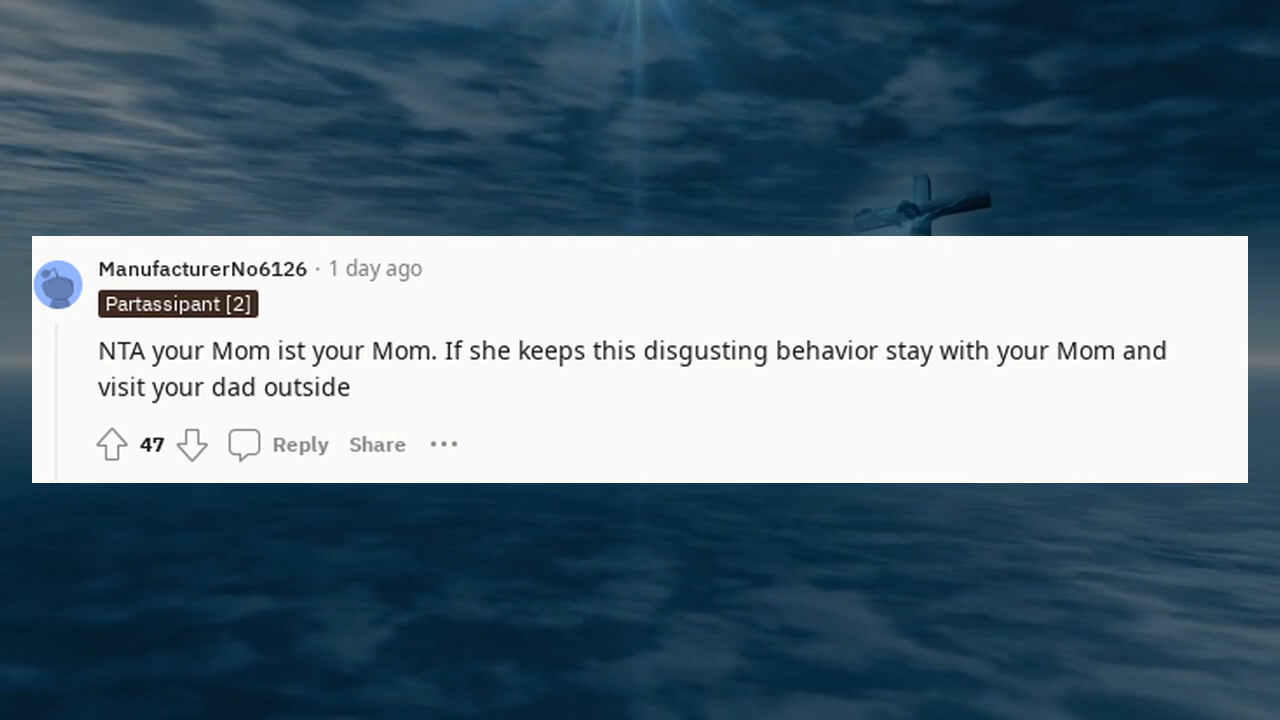 ManufacturerNo6126 · 1 day ago
Partassipant [2]
NTA your Mom ist your Mom. If she keeps this disgusting behavior stay with your Mom and
visit your dad outside
47 Reply Share •••